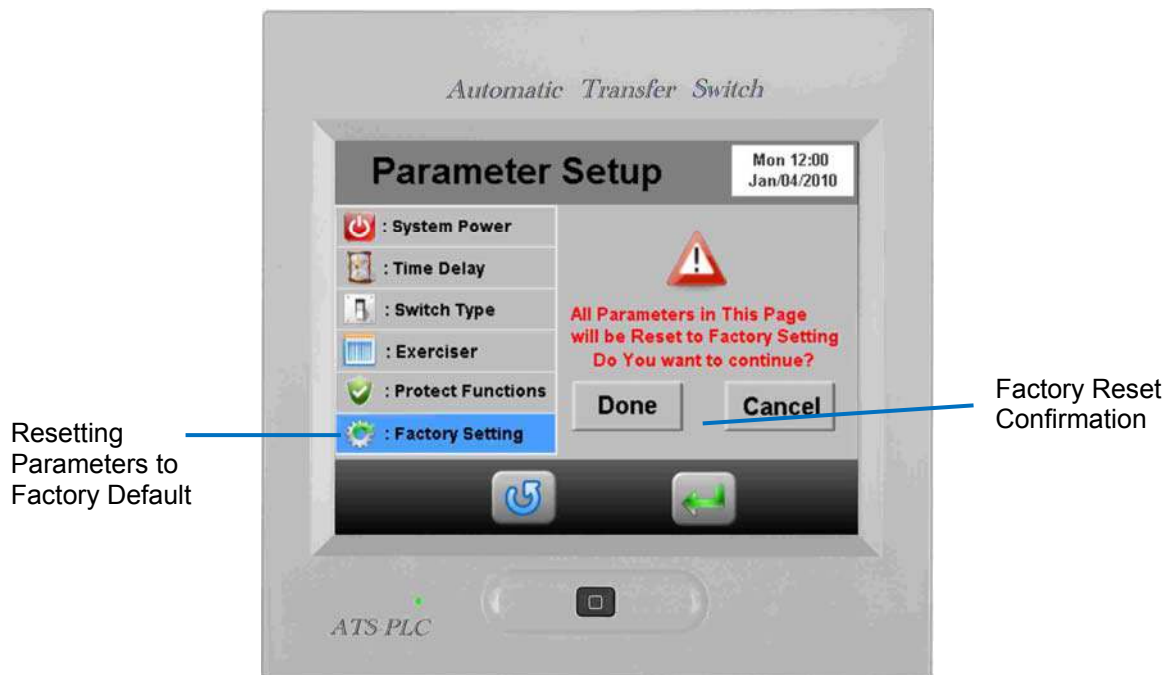 Automatic Transfer Switch
Parameter Setup
Mon 12:00
Jan/04/2010
: System Power
: Time Delay
: Switch Type
: Exerciser
: Protect Functions
: Factory Setting
All Parameters in This Page
will be Reset to Factory Setting
Do You want to continue?
Done
Cancel
Resetting
Parameters to
Factory Default
Factory Reset
Confirmation
ATS PLC